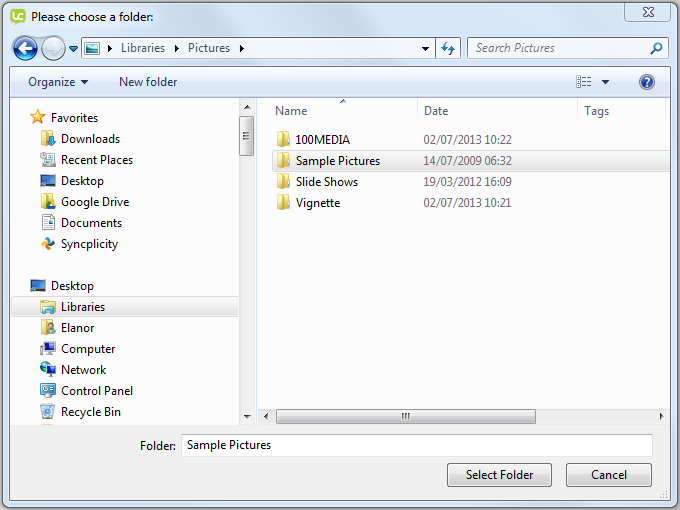 LC Please choose a folder:
Libraries Pictures Search Pictures
Organize New folder
Name Date Tags
Favorites
Downloads
Recent Places
Desktop
Google Drive
Documents
Syncplicity
Desktop
Libraries
Elanor
Computer
Network
Control Panel
Recycle Bin
100MEDIA 02/07/2013 10:22
Sample Pictures 14/07/2009 06:32
Slide Shows 19/03/2012 16:09
Vignette 02/07/2013 10:21
Folder: Sample Pictures
Select Folder Cancel